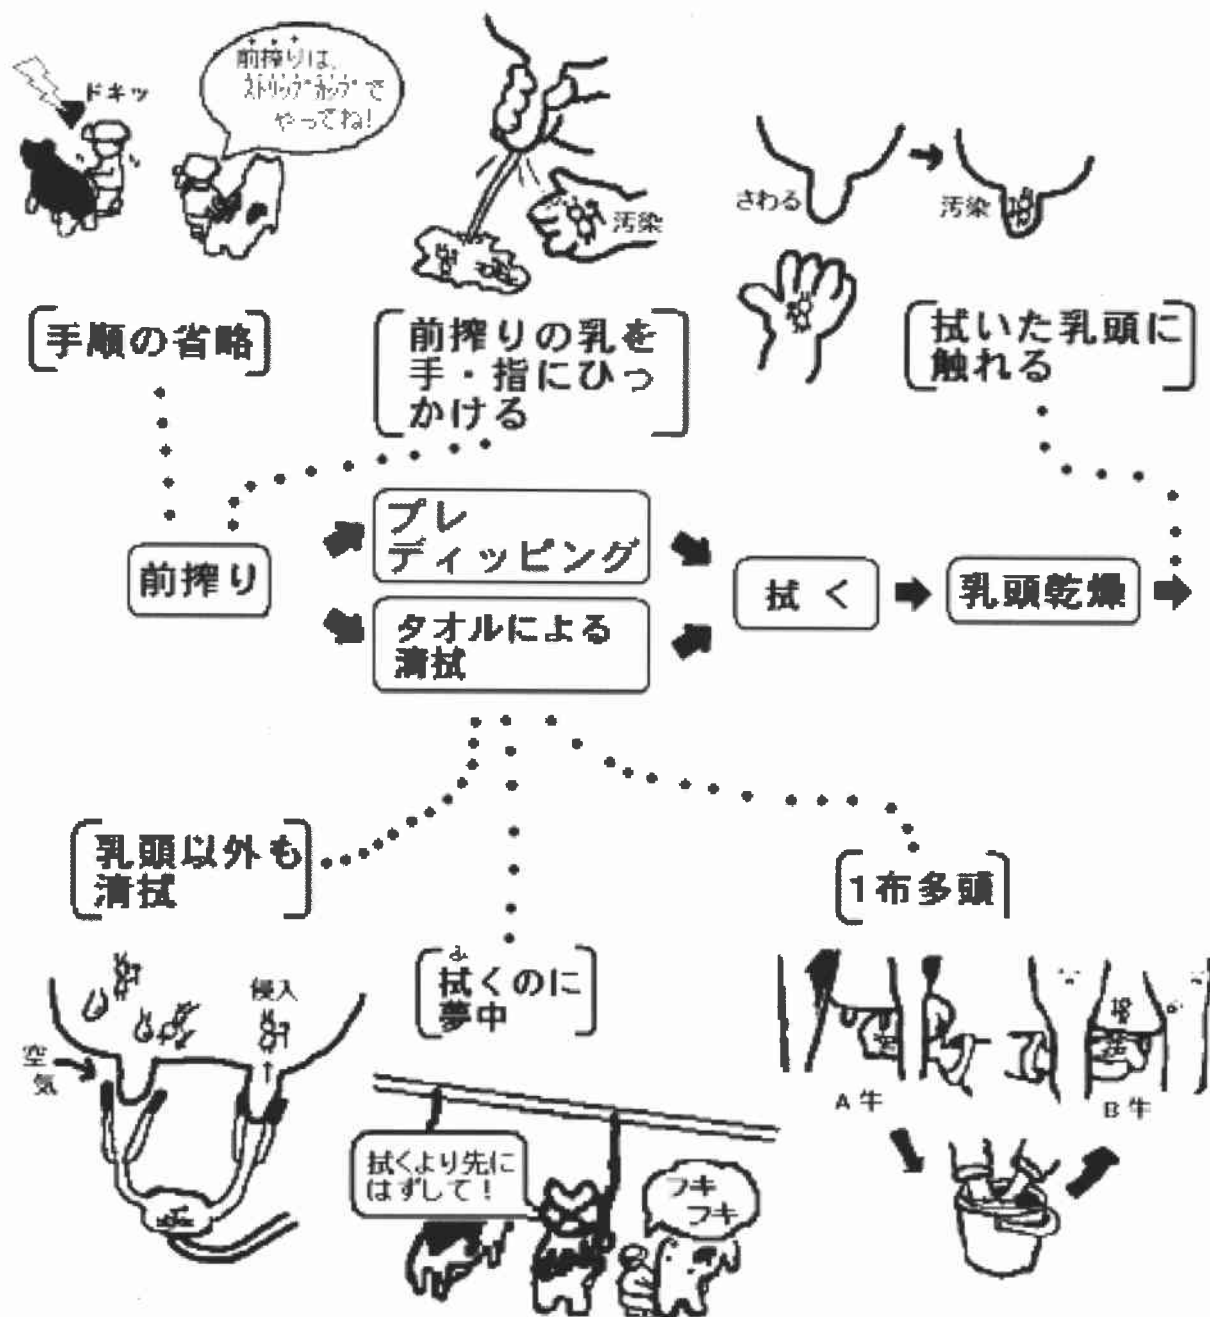 ドキッ
前搾りは、
ストリップカップで
やってね!
汚染
さわる
汚染
手順の省略
前搾りの乳を
手・指にひっ
かける
拭いた乳頭に
触れる
前搾り
プレ
ディッピング
タオルによる
清拭
拭く
乳頭乾燥
乳頭以外も
清拭
1布多頭
ふ
拭くのに
夢中
侵入
空
気
A牛
B牛
拭くより先に
はずして!
フキ
フキ